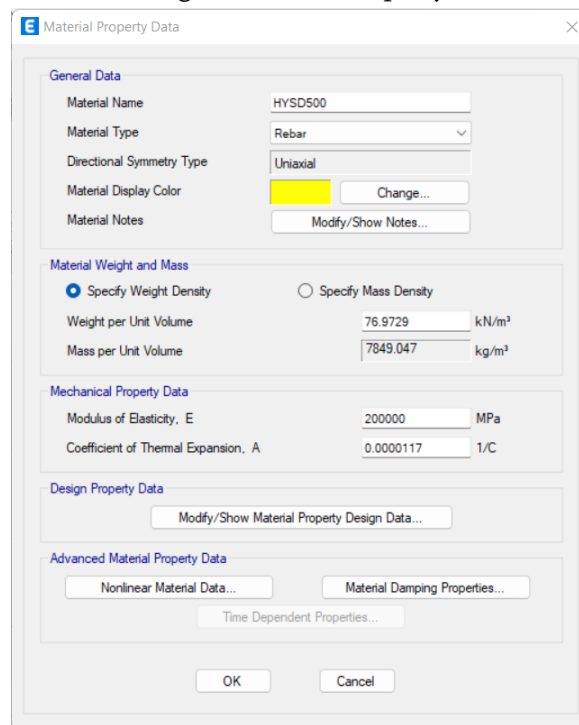 E Material Property Data
General Data
Material Name HYSD500
Material Type Rebar
Directional Symmetry Type Uniaxial
Material Display Color Change...
Material Notes Modify/Show Notes...
Material Weight and Mass
Specify Weight Density Specify Mass Density
Weight per Unit Volume 76.9729 kN/m³
Mass per Unit Volume 7849.047 kg/m³
Mechanical Property Data
Modulus of Elasticity, E 200000 MPa
Coefficient of Thermal Expansion, A 0.0000117 1/C
Design Property Data
Modify/Show Material Property Design Data...
Advanced Material Property Data
Nonlinear Material Data... Material Damping Properties...
Time Dependent Properties...
OK Cancel